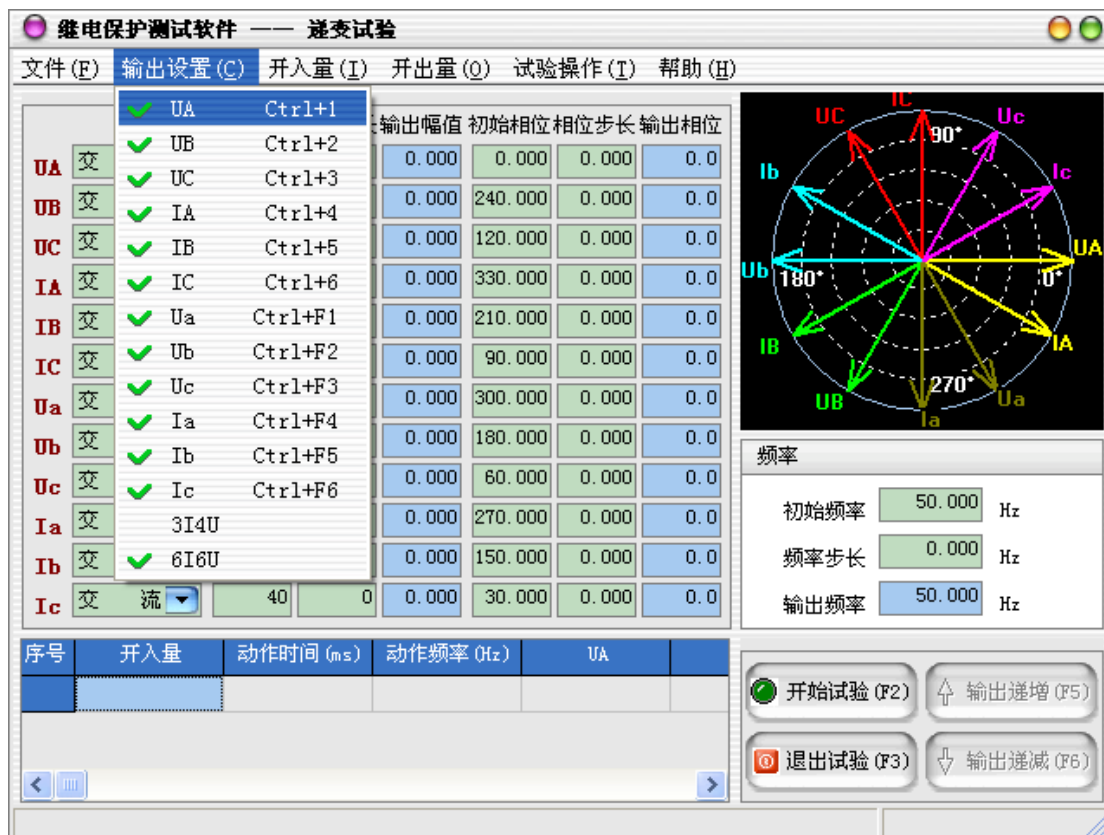 继电保护测试软件 —— 递变试验
文件(F) 输出设置(C) 开入量(I) 开出量(O) 试验操作(T) 帮助(H)
UA Ctrl+1
UB Ctrl+2
UC Ctrl+3
IA Ctrl+4
IB Ctrl+5
IC Ctrl+6
Ua Ctrl+F1
Ub Ctrl+F2
Uc Ctrl+F3
Ia Ctrl+F4
Ib Ctrl+F5
Ic Ctrl+F6
3I4U
6I6U
输出幅值 初始相位 相位步长 输出相位
UA 交 0.000 0.000 0.000 0.0
UB 交 0.000 240.000 0.000 0.0
UC 交 0.000 120.000 0.000 0.0
IA 交 0.000 330.000 0.000 0.0
IB 交 0.000 210.000 0.000 0.0
IC 交 0.000 90.000 0.000 0.0
Ua 交 0.000 300.000 0.000 0.0
Ub 交 0.000 180.000 0.000 0.0
Uc 交 0.000 60.000 0.000 0.0
Ia 交 0.000 270.000 0.000 0.0
Ib 交 0.000 150.000 0.000 0.0
Ic 交 流 40 0 0.000 30.000 0.000 0.0
IC
UC Uc
90°
Ib Ic
UA
Ub 180° 0°
IB IA
270°
UB Ua
Ia
频率
初始频率 50.000 Hz
频率步长 0.000 Hz
输出频率 50.000 Hz
序号 开入量 动作时间(ms) 动作频率(Hz) UA
开始试验(F2) 输出递增(F5)
退出试验(F3) 输出递减(F6)